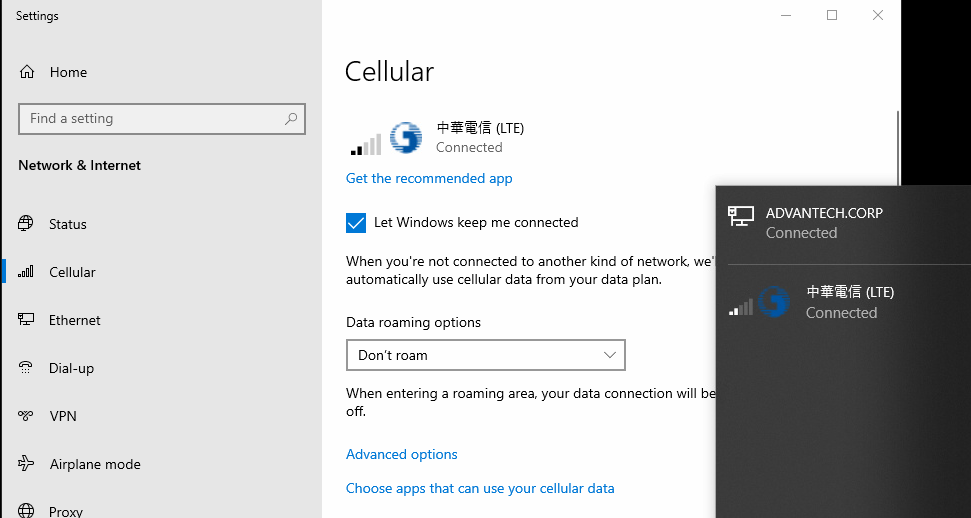 Settings
Home
Find a setting
Network & Internet
Status
Cellular
Ethernet
Dial-up
VPN
Airplane mode
Proxy
Cellular
中華電信 (LTE)
Connected
Get the recommended app
Let Windows keep me connected
When you're not connected to another kind of network, we'll
automatically use cellular data from your data plan.
Data roaming options
Don't roam
When entering a roaming area, your data connection will be
off.
Advanced options
Choose apps that can use your cellular data
ADVANTECH.CORP
Connected
中華電信 (LTE)
Connected